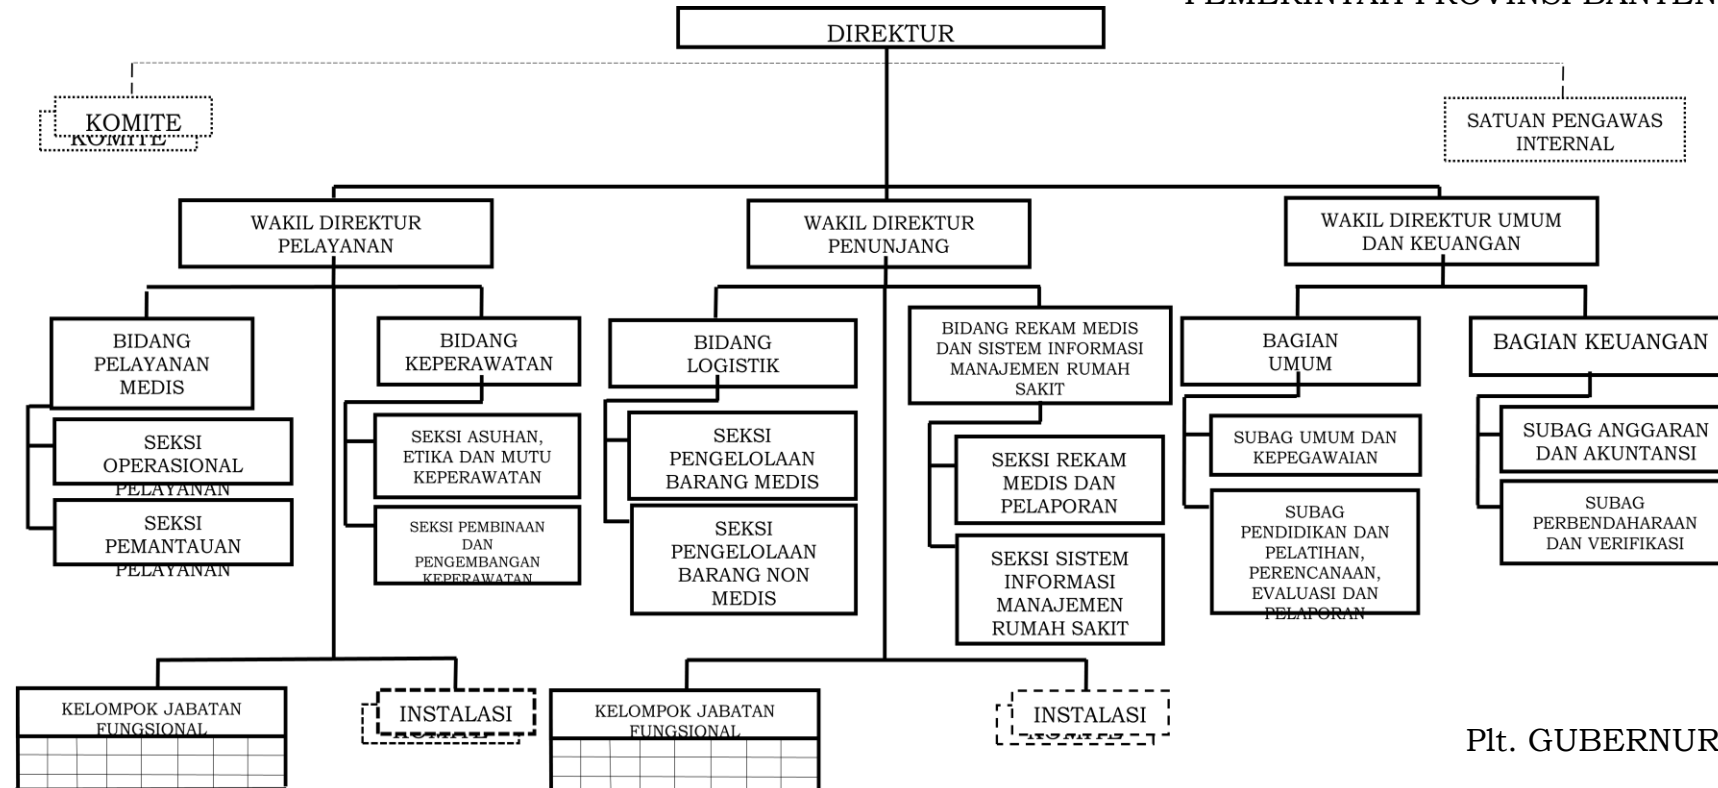 PEMERINTAH PROVINSI BANTEN
DIREKTUR
KOMITE
KOMITE
SATUAN PENGAWAS
INTERNAL
WAKIL DIREKTUR
PELAYANAN
WAKIL DIREKTUR
PENUNJANG
WAKIL DIREKTUR UMUM
DAN KEUANGAN
BIDANG
PELAYANAN
MEDIS
BIDANG
KEPERAWATAN
BIDANG
LOGISTIK
BIDANG REKAM MEDIS
DAN SISTEM INFORMASI
MANAJEMEN RUMAH
SAKIT
BAGIAN
UMUM
BAGIAN KEUANGAN
SEKSI
OPERASIONAL
PELAYANAN
SEKSI ASUHAN,
ETIKA DAN MUTU
KEPERAWATAN
SEKSI
PENGELOLAAN
BARANG MEDIS
SEKSI REKAM
MEDIS DAN
PELAPORAN
SUBAG UMUM DAN
KEPEGAWAIAN
SUBAG ANGGARAN
DAN AKUNTANSI
SEKSI
PEMANTAUAN
PELAYANAN
SEKSI PEMBINAAN
DAN
PENGEMBANGAN
KEPERAWATAN
SEKSI
PENGELOLAAN
BARANG NON
MEDIS
SEKSI SISTEM
INFORMASI
MANAJEMEN
RUMAH SAKIT
SUBAG
PENDIDIKAN DAN
PELATIHAN,
PERENCANAAN,
EVALUASI DAN
PELAPORAN
SUBAG
PERBENDAHARAAN
DAN VERIFIKASI
KELOMPOK JABATAN
FUNGSIONAL
INSTALASI
KELOMPOK JABATAN
FUNGSIONAL
INSTALASI
Plt. GUBERNUR